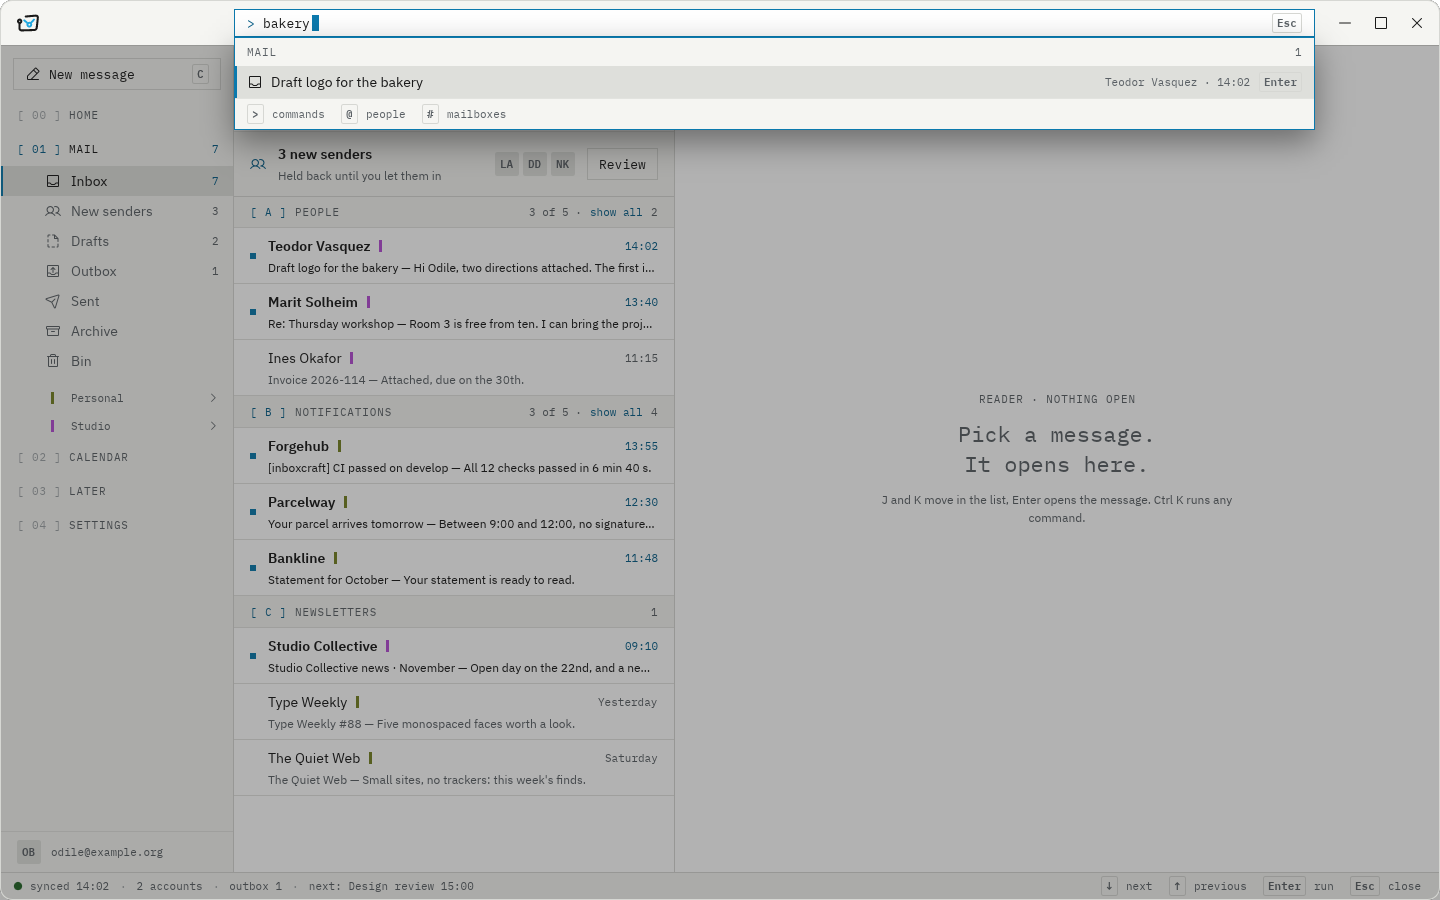 > bakery Esc
MAIL 1
Draft logo for the bakery Teodor Vasquez · 14:02 Enter
> commands @ people # mailboxes
New message C
[ 00 ] HOME
[ 01 ] MAIL 7
Inbox 7
New senders 3
Drafts 2
Outbox 1
Sent
Archive
Bin
Personal
Studio
[ 02 ] CALENDAR
[ 03 ] LATER
[ 04 ] SETTINGS
OB odile@example.org
3 new senders
Held back until you let them in
LA DD NK Review
[ A ] PEOPLE 3 of 5 · show all 2
Teodor Vasquez 14:02
Draft logo for the bakery — Hi Odile, two directions attached. The first i…
Marit Solheim 13:40
Re: Thursday workshop — Room 3 is free from ten. I can bring the proj…
Ines Okafor 11:15
Invoice 2026-114 — Attached, due on the 30th.
[ B ] NOTIFICATIONS 3 of 5 · show all 4
Forgehub 13:55
[inboxcraft] CI passed on develop — All 12 checks passed in 6 min 40 s.
Parcelway 12:30
Your parcel arrives tomorrow — Between 9:00 and 12:00, no signature…
Bankline 11:48
Statement for October — Your statement is ready to read.
[ C ] NEWSLETTERS 1
Studio Collective 09:10
Studio Collective news · November — Open day on the 22nd, and a ne…
Type Weekly Yesterday
Type Weekly #88 — Five monospaced faces worth a look.
The Quiet Web Saturday
The Quiet Web — Small sites, no trackers: this week's finds.
READER · NOTHING OPEN
Pick a message.
It opens here.
J and K move in the list, Enter opens the message. Ctrl K runs any
command.
synced 14:02 · 2 accounts · outbox 1 · next: Design review 15:00
↓ next ↑ previous Enter run Esc close